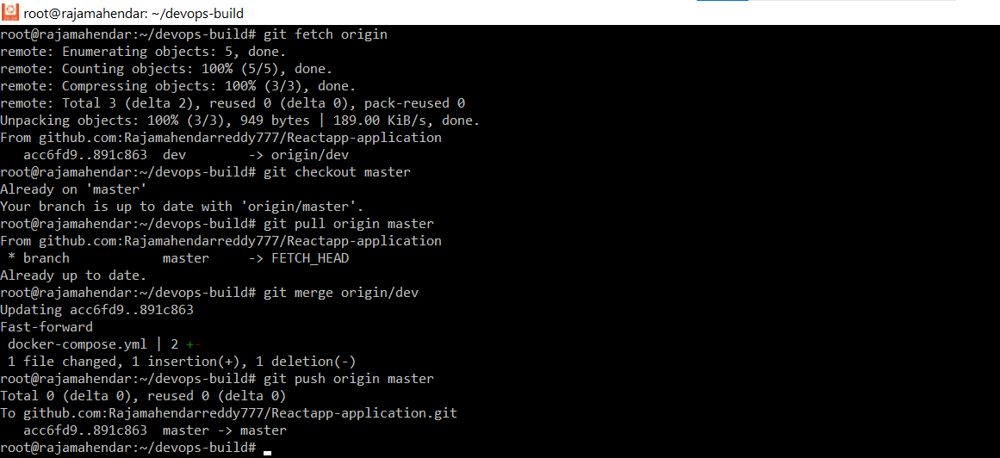 root@rajamahendar: ~/devops-build
root@rajamahendar:~/devops-build# git fetch origin
remote: Enumerating objects: 5, done.
remote: Counting objects: 100% (5/5), done.
remote: Compressing objects: 100% (3/3), done.
remote: Total 3 (delta 2), reused 0 (delta 0), pack-reused 0
Unpacking objects: 100% (3/3), 949 bytes | 189.00 KiB/s, done.
From github.com:Rajamahendarreddy777/Reactapp-application
   acc6fd9..891c863  dev        -> origin/dev
root@rajamahendar:~/devops-build# git checkout master
Already on 'master'
Your branch is up to date with 'origin/master'.
root@rajamahendar:~/devops-build# git pull origin master
From github.com:Rajamahendarreddy777/Reactapp-application
 * branch            master     -> FETCH_HEAD
Already up to date.
root@rajamahendar:~/devops-build# git merge origin/dev
Updating acc6fd9..891c863
Fast-forward
 docker-compose.yml | 2 +-
 1 file changed, 1 insertion(+), 1 deletion(-)
root@rajamahendar:~/devops-build# git push origin master
Total 0 (delta 0), reused 0 (delta 0)
To github.com:Rajamahendarreddy777/Reactapp-application.git
   acc6fd9..891c863  master -> master
root@rajamahendar:~/devops-build#